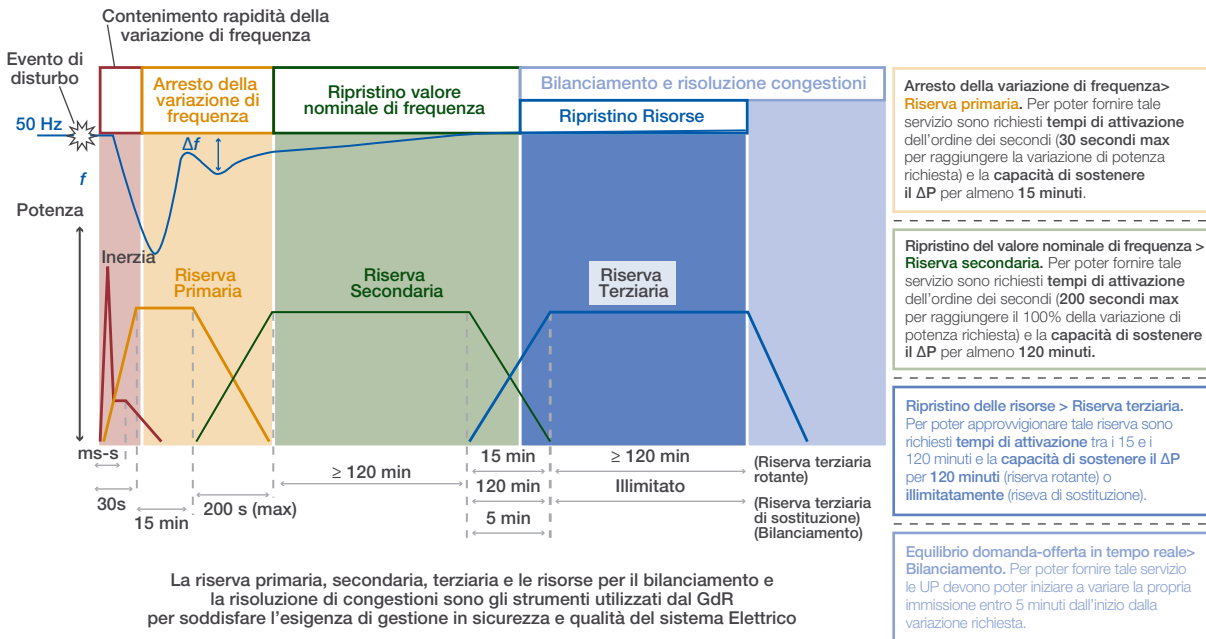 Contenimento rapidità della
variazione di frequenza
Evento di
disturbo
Arresto della
variazione di
frequenza
Ripristino valore
nominale di frequenza
Bilanciamento e risoluzione congestioni
Ripristino Risorse
50 Hz
Δf
f
Potenza
Inerzia
Riserva
Primaria
Riserva
Secondaria
Riserva
Terziaria
ms-s
30s
15 min
200 s (max)
≥ 120 min
15 min
120 min
5 min
≥ 120 min
Illimitato
(Riserva terziaria
rotante)
(Riserva terziaria
di sostituzione)
(Bilanciamento)
La riserva primaria, secondaria, terziaria e le risorse per il bilanciamento e
la risoluzione di congestioni sono gli strumenti utilizzati dal GdR
per soddisfare l'esigenza di gestione in sicurezza e qualità del sistema Elettrico
Arresto della variazione di frequenza>
Riserva primaria. Per poter fornire tale
servizio sono richiesti tempi di attivazione
dell'ordine dei secondi (30 secondi max
per raggiungere la variazione di potenza
richiesta) e la capacità di sostenere
il ΔP per almeno 15 minuti.
Ripristino del valore nominale di frequenza >
Riserva secondaria. Per poter fornire tale
servizio sono richiesti tempi di attivazione
dell'ordine dei secondi (200 secondi max
per raggiungere il 100% della variazione di
potenza richiesta) e la capacità di sostenere
il ΔP per almeno 120 minuti.
Ripristino delle risorse > Riserva terziaria.
Per poter approvvigionare tale riserva sono
richiesti tempi di attivazione tra i 15 e i
120 minuti e la capacità di sostenere il ΔP
per 120 minuti (riserva rotante) o
illimitatamente (riseva di sostituzione).
Equilibrio domanda-offerta in tempo reale>
Bilanciamento. Per poter fornire tale servizio
le UP devono poter iniziare a variare la propria
immissione entro 5 minuti dall'inizio dalla
variazione richiesta.